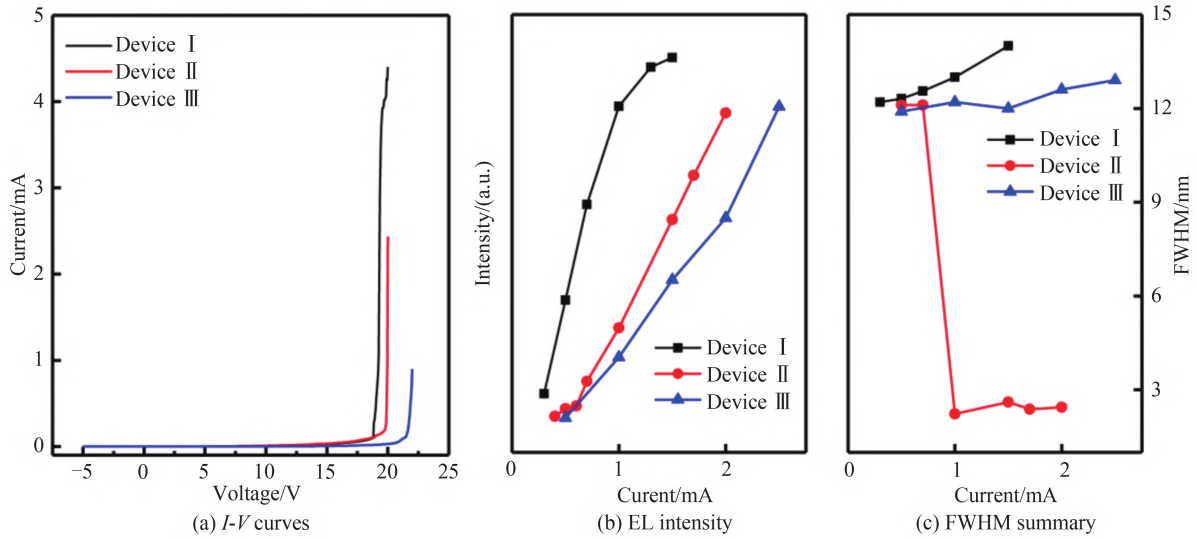 5
4
3
2
1
0
Current/mA
Device Ⅰ
Device Ⅱ
Device Ⅲ
−5
0
5
10
15
20
25
Voltage/V
(a) I-V curves
Intensity/(a.u.)
Device Ⅰ
Device Ⅱ
Device Ⅲ
0
1
2
Curent/mA
(b) EL intensity
15
12
9
6
3
FWHM/nm
Device Ⅰ
Device Ⅱ
Device Ⅲ
0
1
2
Current/mA
(c) FWHM summary